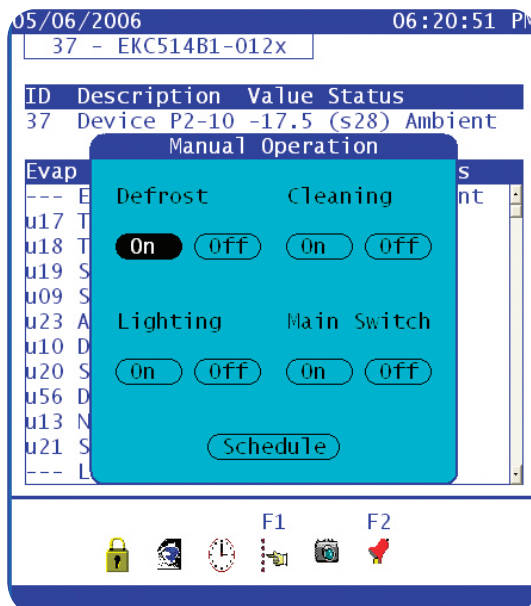 05/06/2006 06:20:51 PM
37 - EKC514B1-012x
ID Description Value Status
37 Device P2-10 -17.5 (s28) Ambient
Manual Operation
Evap s
--- E nt
Defrost Cleaning
u17 T
u18 T
On Off On Off
u19 S
u09 S
u23 A
Lighting Main Switch
u10 D
u20 S
On Off On Off
u56 D
u13 N
u21 S
Schedule
--- L
F1 F2